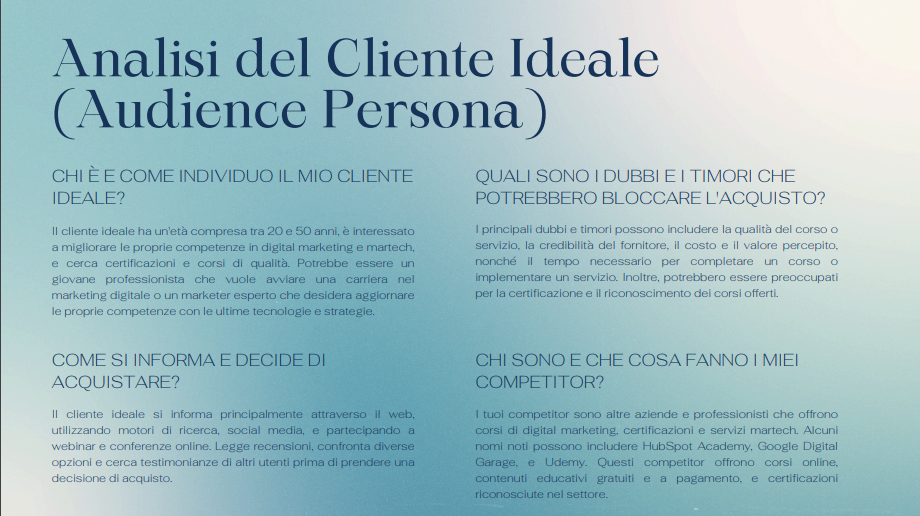 Analisi del Cliente Ideale
(Audience Persona)
CHI È E COME INDIVIDUO IL MIO CLIENTE
IDEALE?
Il cliente ideale ha un'età compresa tra 20 e 50 anni, è interessato
a migliorare le proprie competenze in digital marketing e martech,
e cerca certificazioni e corsi di qualità. Potrebbe essere un
giovane professionista che vuole avviare una carriera nel
marketing digitale o un marketer esperto che desidera aggiornare
le proprie competenze con le ultime tecnologie e strategie.
QUALI SONO I DUBBI E I TIMORI CHE
POTREBBERO BLOCCARE L'ACQUISTO?
I principali dubbi e timori possono includere la qualità del corso o
servizio, la credibilità del fornitore, il costo e il valore percepito,
nonché il tempo necessario per completare un corso o
implementare un servizio. Inoltre, potrebbero essere preoccupati
per la certificazione e il riconoscimento dei corsi offerti.
COME SI INFORMA E DECIDE DI
ACQUISTARE?
Il cliente ideale si informa principalmente attraverso il web,
utilizzando motori di ricerca, social media, e partecipando a
webinar e conferenze online. Legge recensioni, confronta diverse
opzioni e cerca testimonianze di altri utenti prima di prendere una
decisione di acquisto.
CHI SONO E CHE COSA FANNO I MIEI
COMPETITOR?
I tuoi competitor sono altre aziende e professionisti che offrono
corsi di digital marketing, certificazioni e servizi martech. Alcuni
nomi noti possono includere HubSpot Academy, Google Digital
Garage, e Udemy. Questi competitor offrono corsi online,
contenuti educativi gratuiti e a pagamento, e certificazioni
riconosciute nel settore.